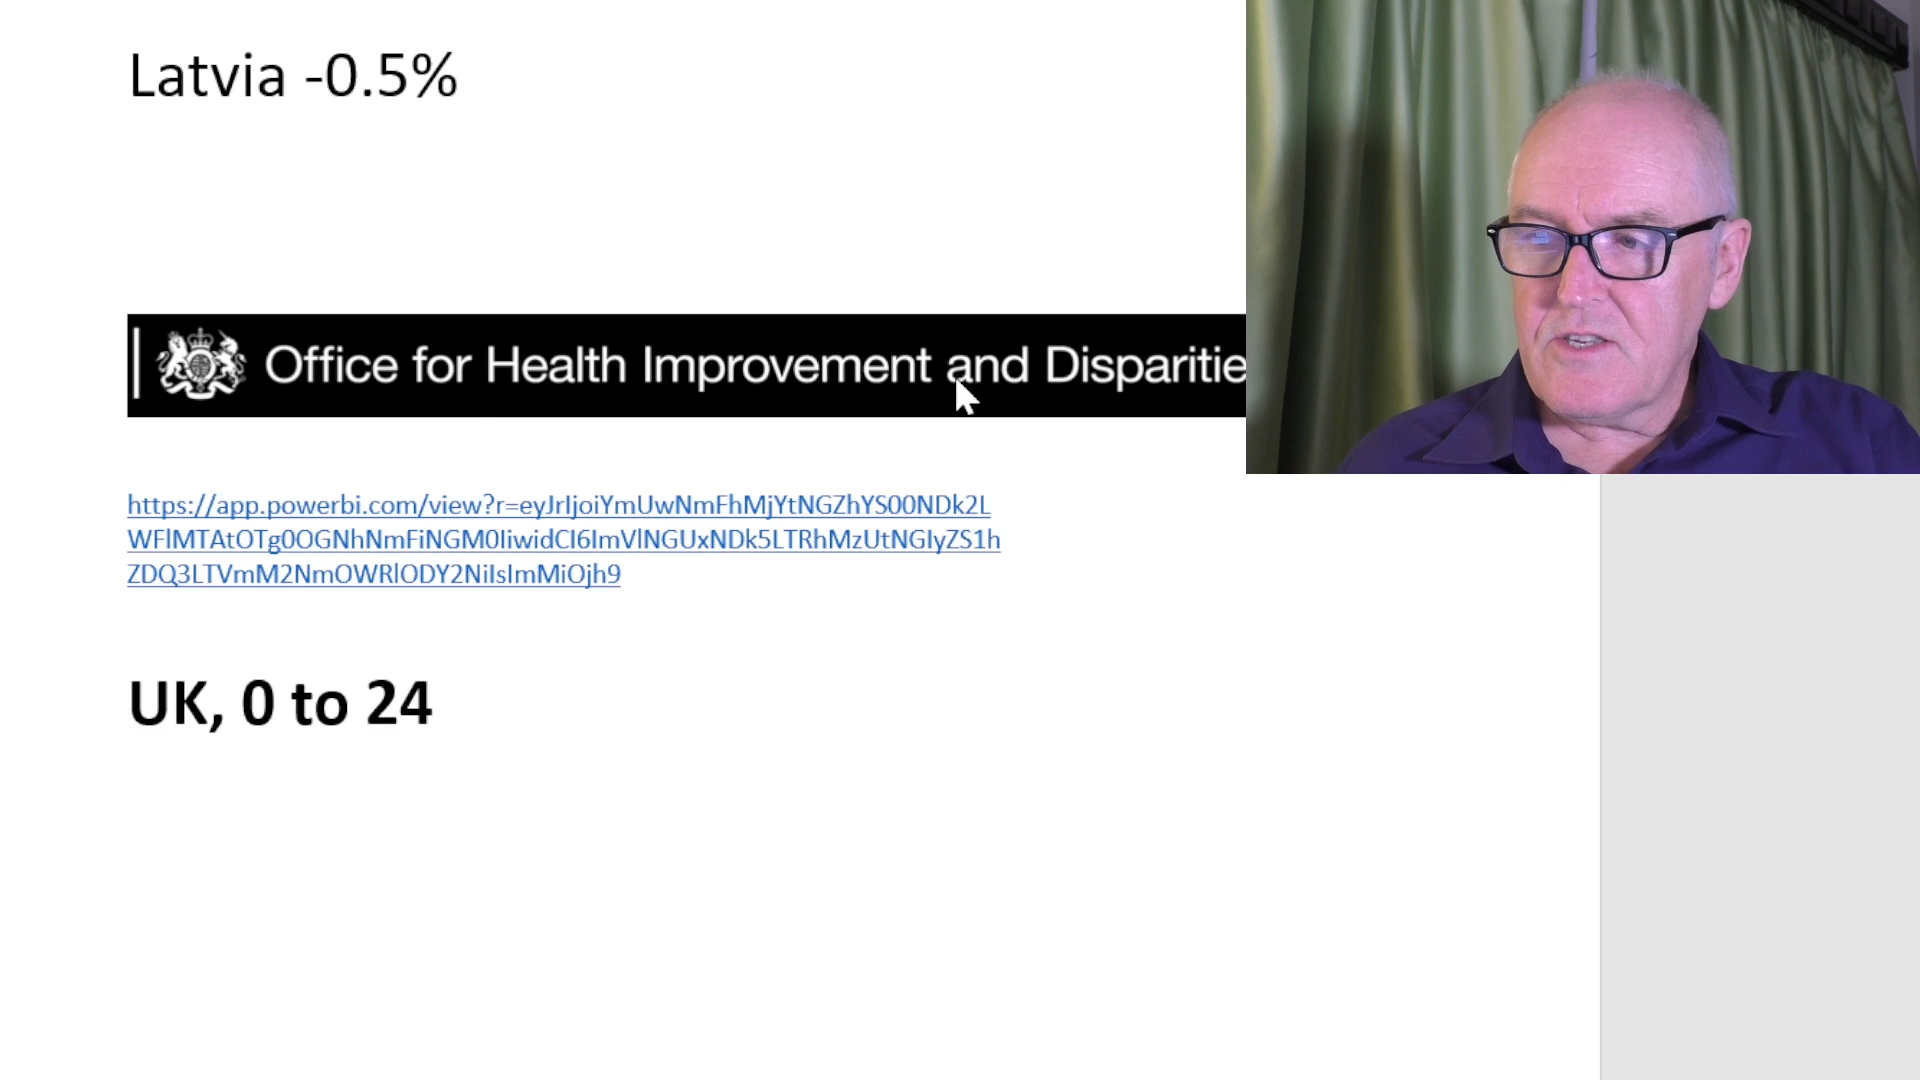 Latvia -0.5%
Office for Health Improvement and Disparitie
https://app.powerbi.com/view?r=eyJrIjoiYmUwNmFhMjYtNGZhYS00NDk2L
WFlMTAtOTg0OGNhNmFiNGM0IiwidCI6ImVlNGUxNDk5LTRhMzUtNGIyZS1h
ZDQ3LTVmM2NmOWRlODY2NiIsImMiOjh9
UK, 0 to 24